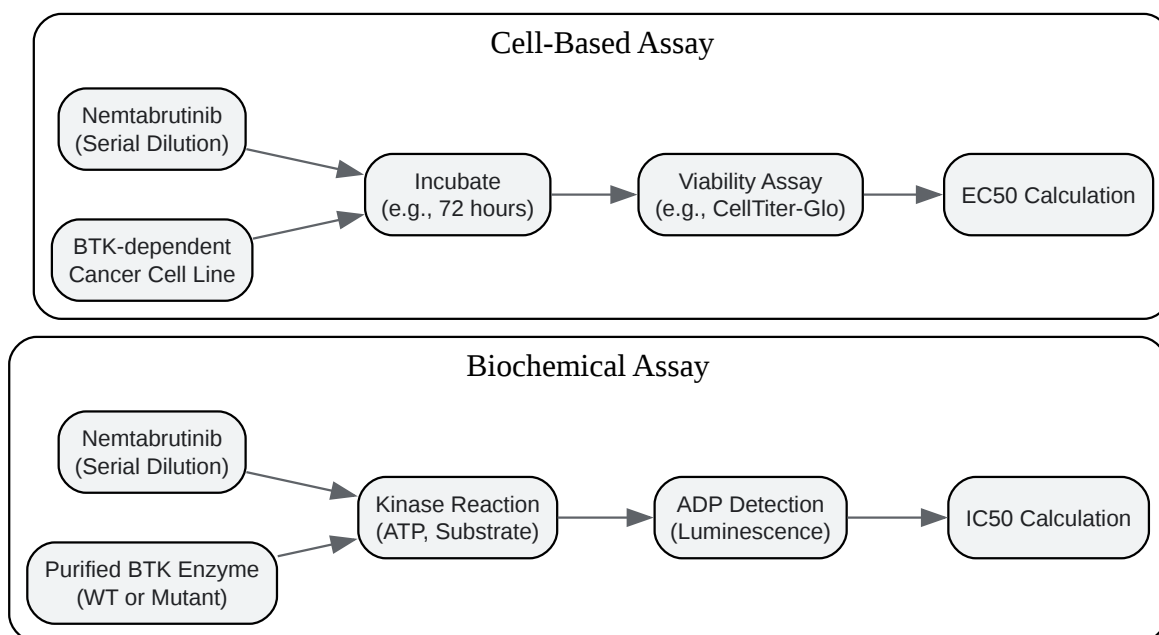 Cell-Based Assay
Nemtabrutinib
(Serial Dilution)
BTK-dependent
Cancer Cell Line
Incubate
(e.g., 72 hours)
Viability Assay
(e.g., CellTiter-Glo)
EC50 Calculation
Biochemical Assay
Nemtabrutinib
(Serial Dilution)
Purified BTK Enzyme
(WT or Mutant)
Kinase Reaction
(ATP, Substrate)
ADP Detection
(Luminescence)
IC50 Calculation